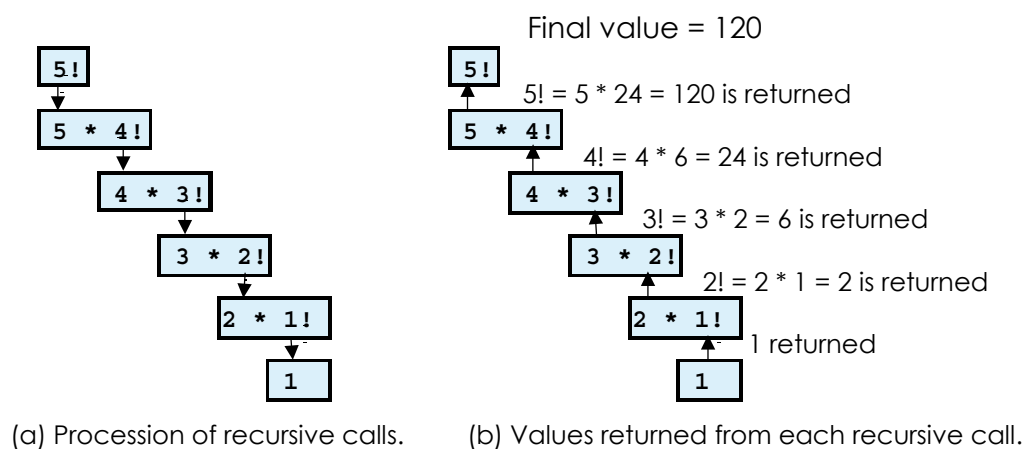 5!
5 * 4!
4 * 3!
3 * 2!
2 * 1!
1
(a) Procession of recursive calls.
Final value = 120
5!
5! = 5 * 24 = 120 is returned
5 * 4!
4! = 4 * 6 = 24 is returned
4 * 3!
3! = 3 * 2 = 6 is returned
3 * 2!
2! = 2 * 1 = 2 is returned
2 * 1!
1 returned
1
(b) Values returned from each recursive call.